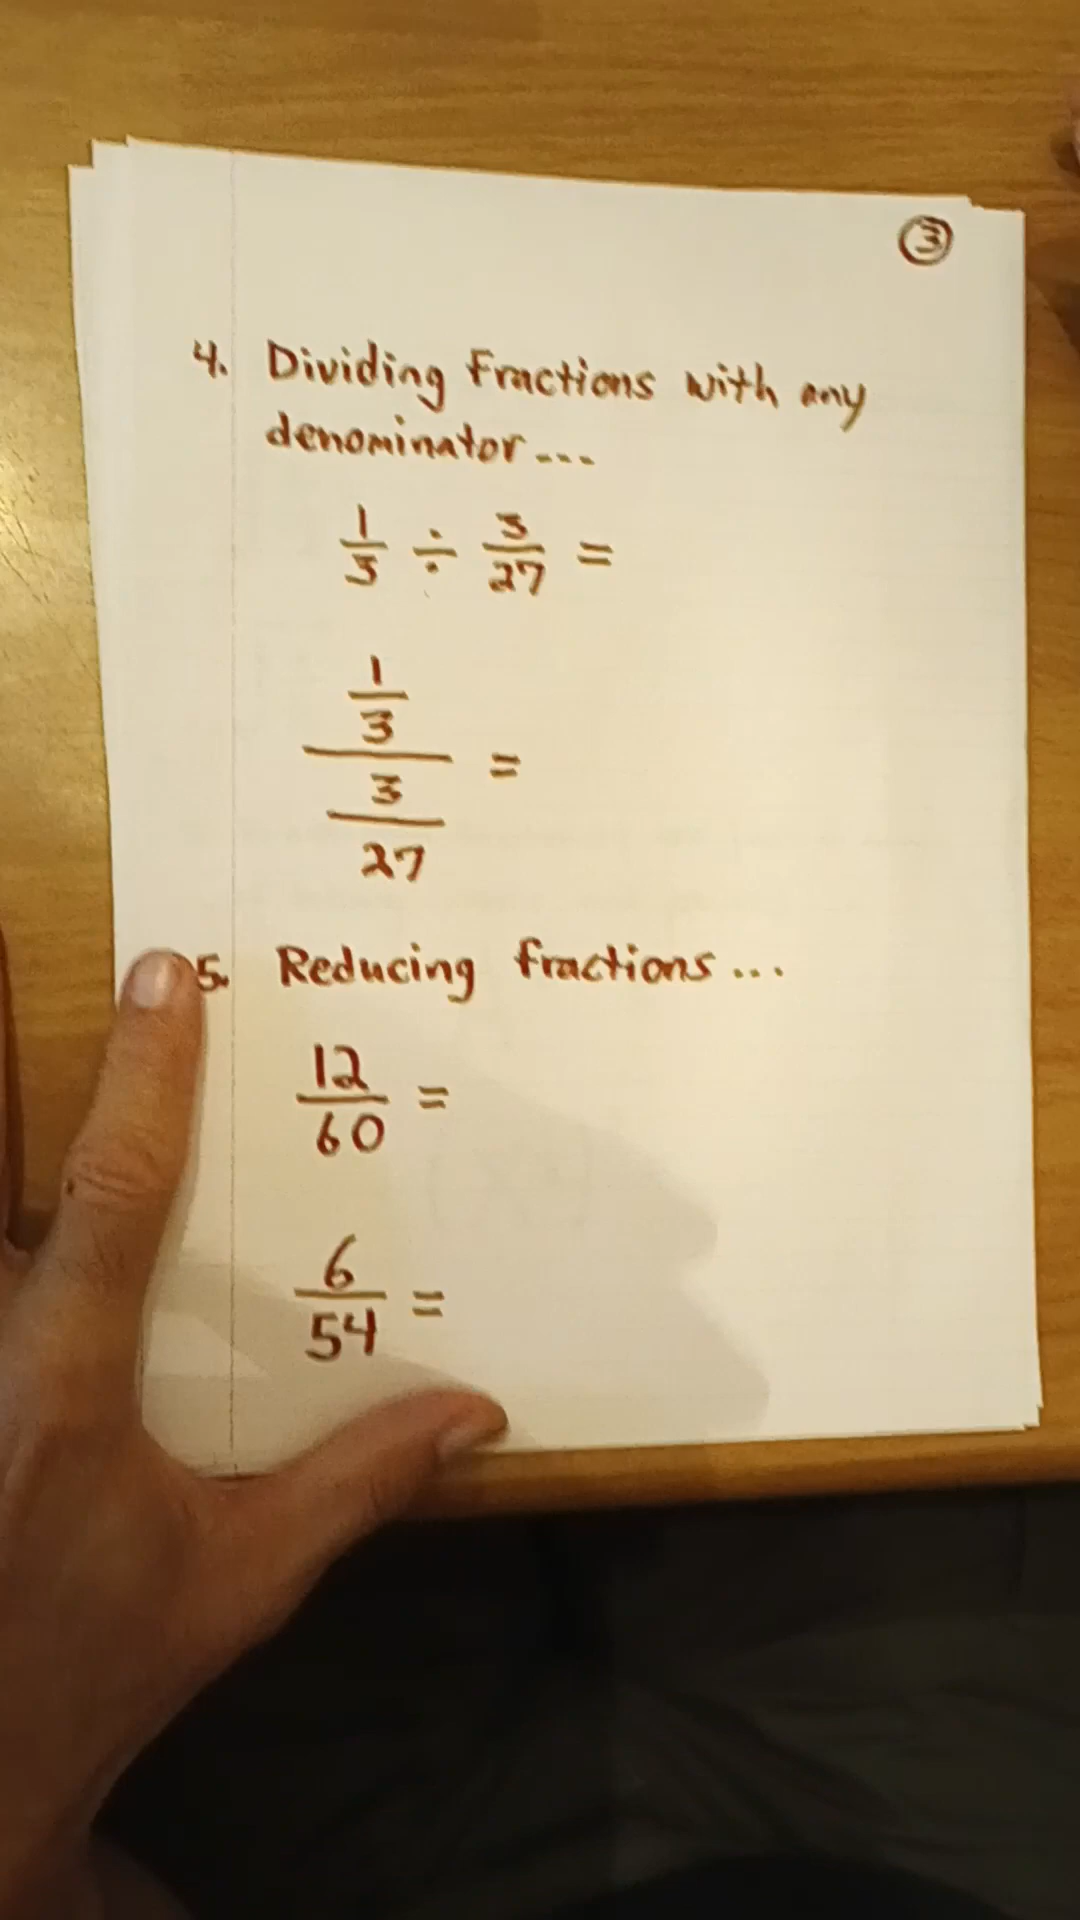 ③
4. Dividing fractions with any
denominator...
1/3 ÷ 3/27 =
1/3 / 3/27 =
5. Reducing fractions...
12/60 =
6/54 =